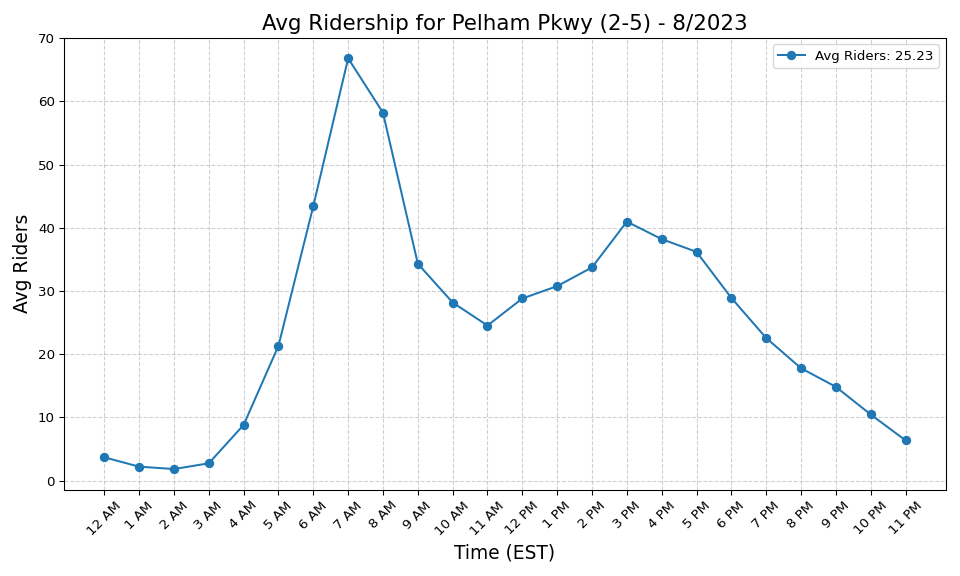 Avg Ridership for Pelham Pkwy (2-5) - 8/2023
Avg Riders: 25.23
Avg Riders
70
60
50
40
30
20
10
0
12 AM 1 AM 2 AM 3 AM 4 AM 5 AM 6 AM 7 AM 8 AM 9 AM 10 AM 11 AM 12 PM 1 PM 2 PM 3 PM 4 PM 5 PM 6 PM 7 PM 8 PM 9 PM 10 PM 11 PM
Time (EST)